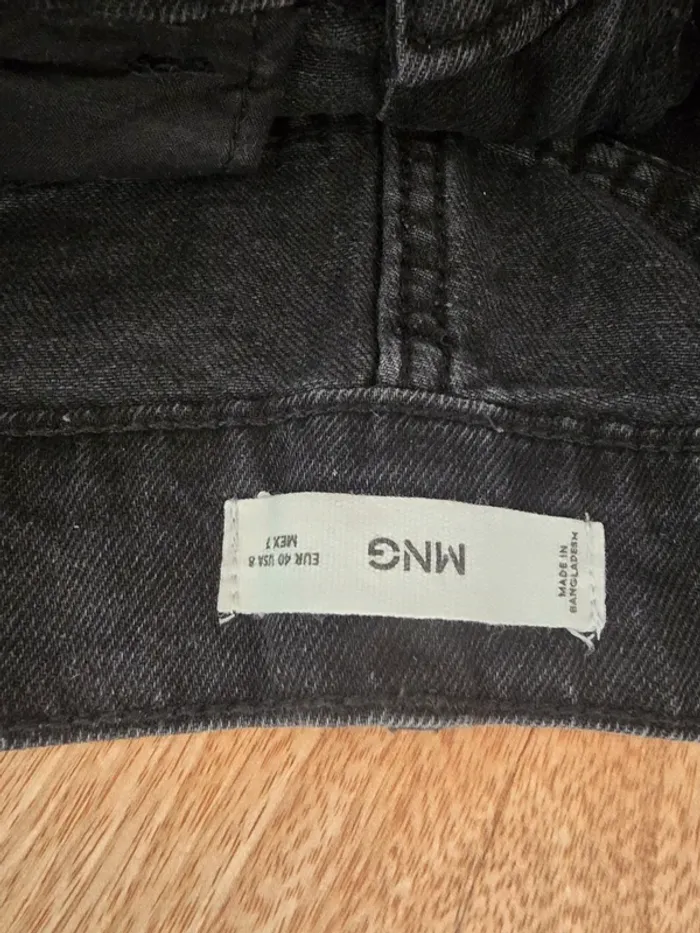 MNG
EUR 40 USA 8
MEX 7
MADE IN
BANGLADESH